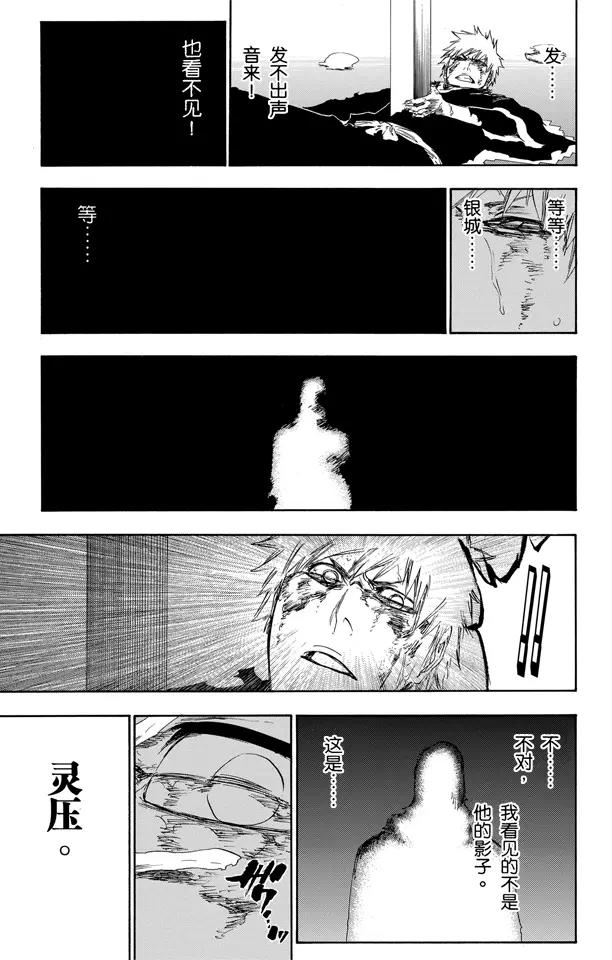 发……
发不出声
音来！
也看不见！
等等……
银城……
等……
!!
不……
不对，
我看见的不是
他的影子。
这是……
灵压。